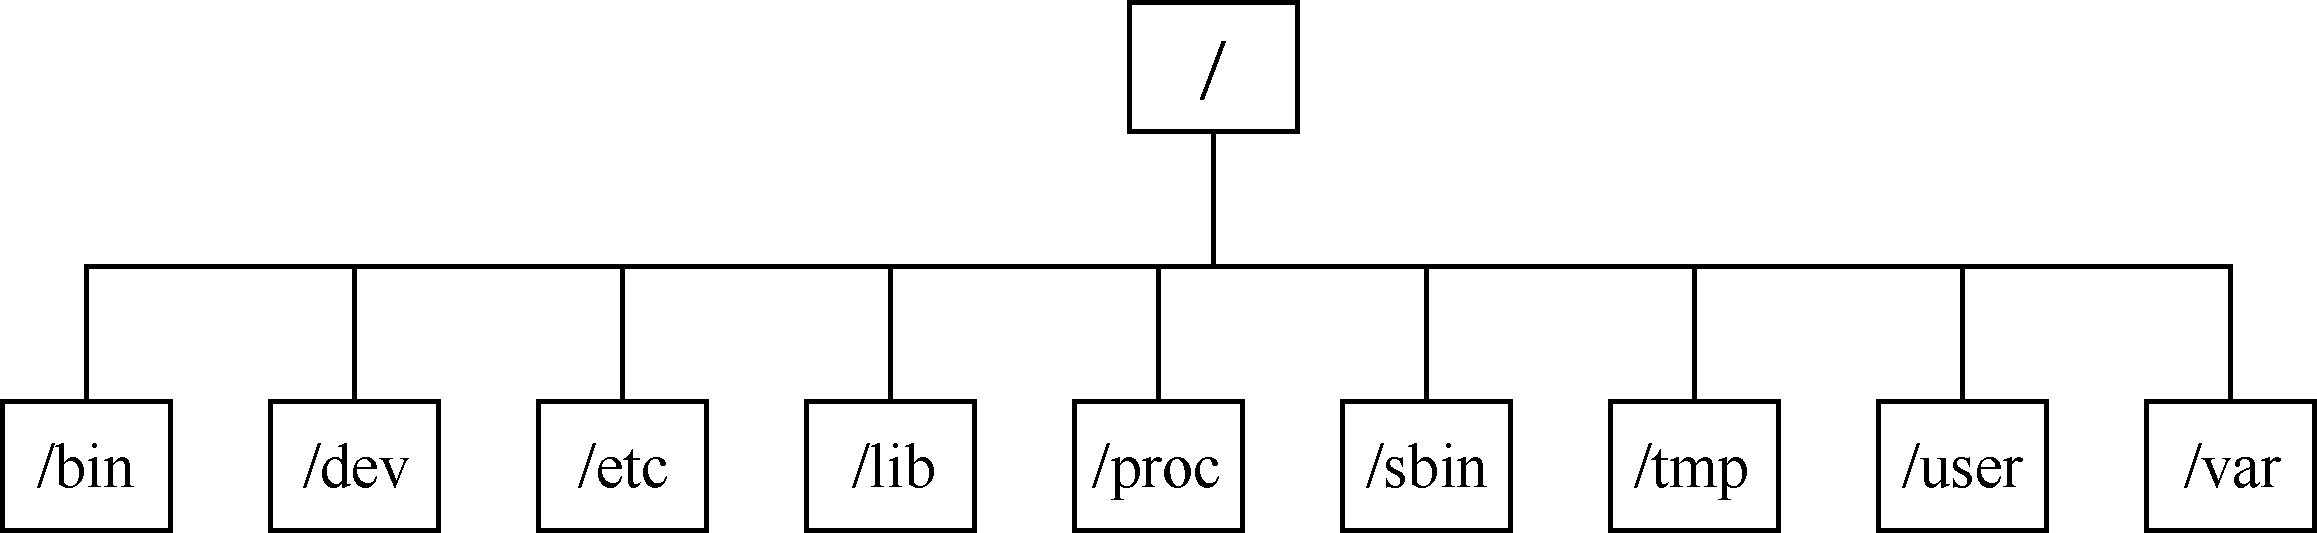 /
/bin /dev /etc /lib /proc /sbin /tmp /user /var